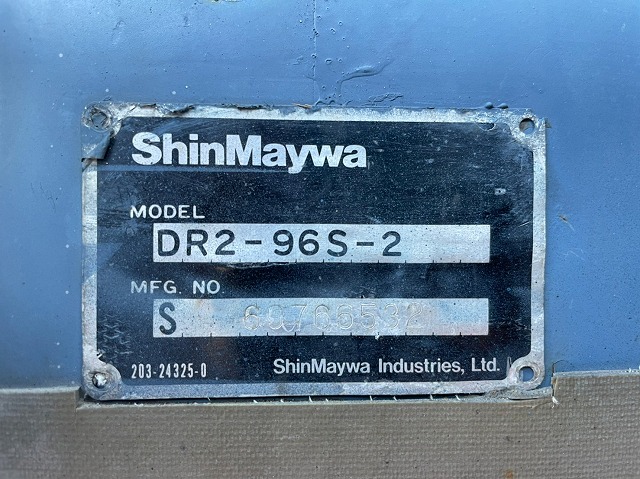 ShinMaywa
MODEL
DR2-96S-2
MFG. NO.
S
203-24325-0
ShinMaywa Industries, Ltd.